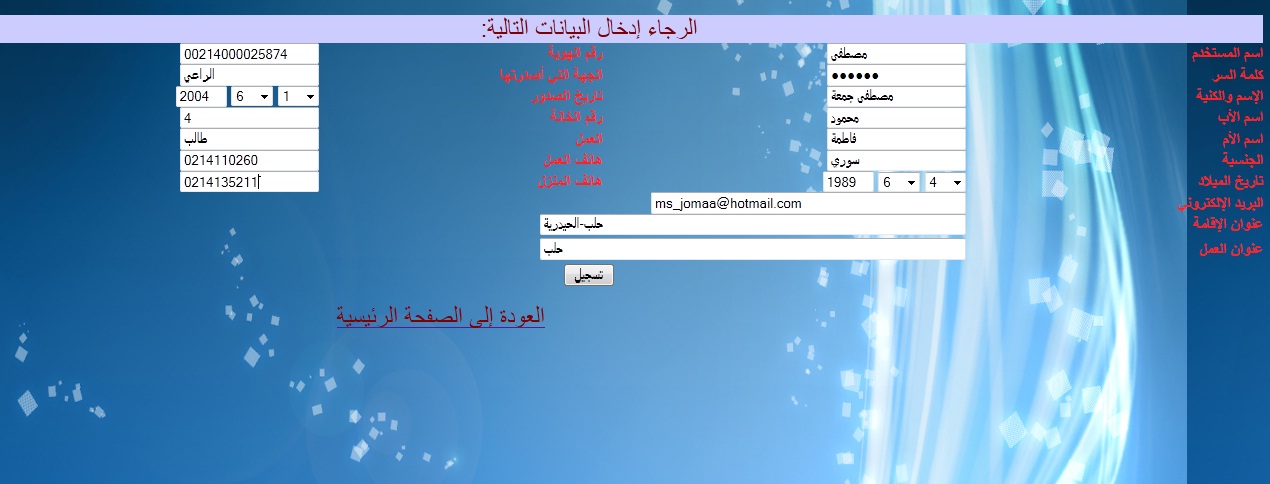 الرجاء إدخال البيانات التالية:
اسم المستخدم مصطفى رقم الهوية 00214000025874
كلمة السر ●●●●●● الجهة التي أصدرتها الراعي
الإسم والكنية مصطفى جمعة تاريخ الصدور 1 6 2004
اسم الأب محمود رقم الخانة 4
اسم الأم فاطمة العمل طالب
الجنسية سوري هاتف العمل 0214110260
تاريخ الميلاد 4 6 1989 هاتف المنزل 0214135211
البريد الإلكتروني ms_jomaa@hotmail.com
عنوان الإقامة حلب-الحيدرية
عنوان العمل حلب
تسجيل
العودة إلى الصفحة الرئيسية